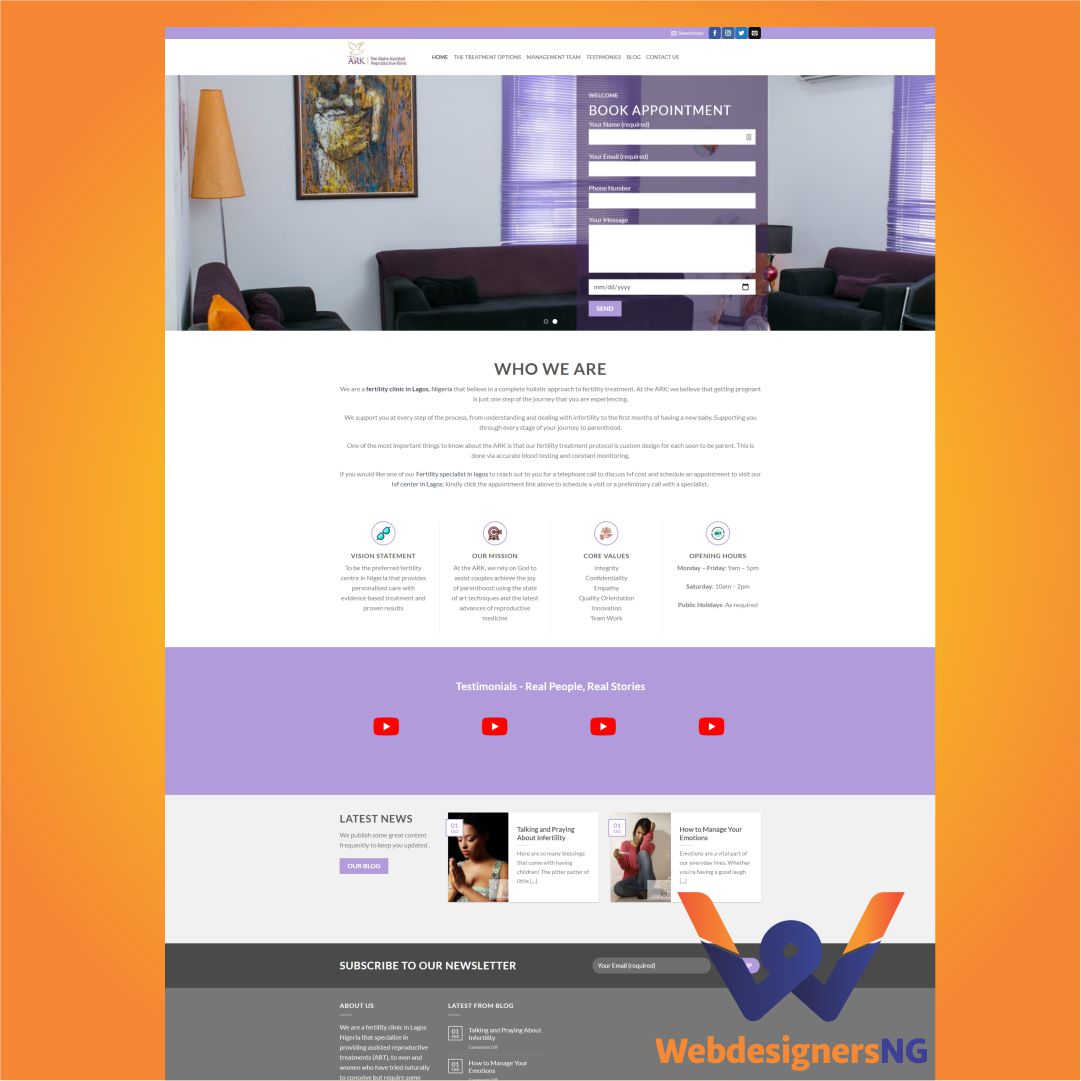 Newsletter
ARK
The Alpha Assisted
Reproductive Klinic
HOME THE TREATMENT OPTIONS MANAGEMENT TEAM TESTIMONIES BLOG CONTACT US
WELCOME
BOOK APPOINTMENT
Your Name (required)
Your Email (required)
Phone Number
Your Message
mm/dd/yyyy
SEND
WHO WE ARE
We are a fertility clinic in Lagos, Nigeria that believe in a complete holistic approach to fertility treatment. At the ARK; we believe that getting pregnant
is just one step of the journey that you are experiencing.
We support you at every step of the process, from understanding and dealing with infertility to the first months of having a new baby. Supporting you
through every stage of your journey to parenthood.
One of the most important things to know about the ARK is that our fertility treatment protocol is custom design for each soon to be parent. This is
done via accurate blood testing and constant monitoring.
If you would like one of our Fertility specialist in lagos to reach out to you for a telephone call to discuss ivf cost and schedule an appointment to visit our
ivf center in Lagos; kindly click the appointment link above to schedule a visit or a preliminary call with a specialist.
VISION STATEMENT
To be the preferred fertility
centre in Nigeria that provides
personalised care with
evidence based treatment and
proven results
OUR MISSION
At the ARK, we rely on God to
assist couples achieve the joy
of parenthood; using the state
of art techniques and the latest
advances of reproductive
medicine
CORE VALUES
Integrity
Confidentiality
Empathy
Quality Orientation
Innovation
Team Work
OPENING HOURS
Monday – Friday: 9am – 5pm
Saturday: 10am – 2pm
Public Holidays: As required
Testimonials - Real People, Real Stories
LATEST NEWS
We publish some great content
frequently to keep you updated .
OUR BLOG
01
Oct
Talking and Praying
About Infertility
Here are so many blessings
that come with having
children! The pitter patter of
little [...]
01
Oct
How to Manage Your
Emotions
Emotions are a vital part of
our everyday lives. Whether
you're having a good laugh
[...]
SUBSCRIBE TO OUR NEWSLETTER
Your Email (required)
ABOUT US
We are a fertility clinic in Lagos
Nigeria that specialize in
providing assisted reproductive
treatments (ART), to men and
women who have tried naturally
to conceive but require some
LATEST FROM BLOG
01
Oct
Talking and Praying About
Infertility
Comments Off
01
Oct
How to Manage Your
Emotions
Comments Off
WebdesignersNG